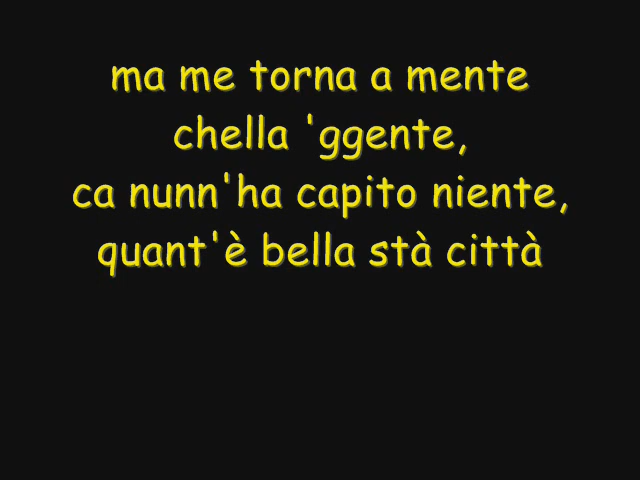 ma me torna a mente
chella 'ggente,
ca nunn'ha capito niente,
quant'è bella stà città